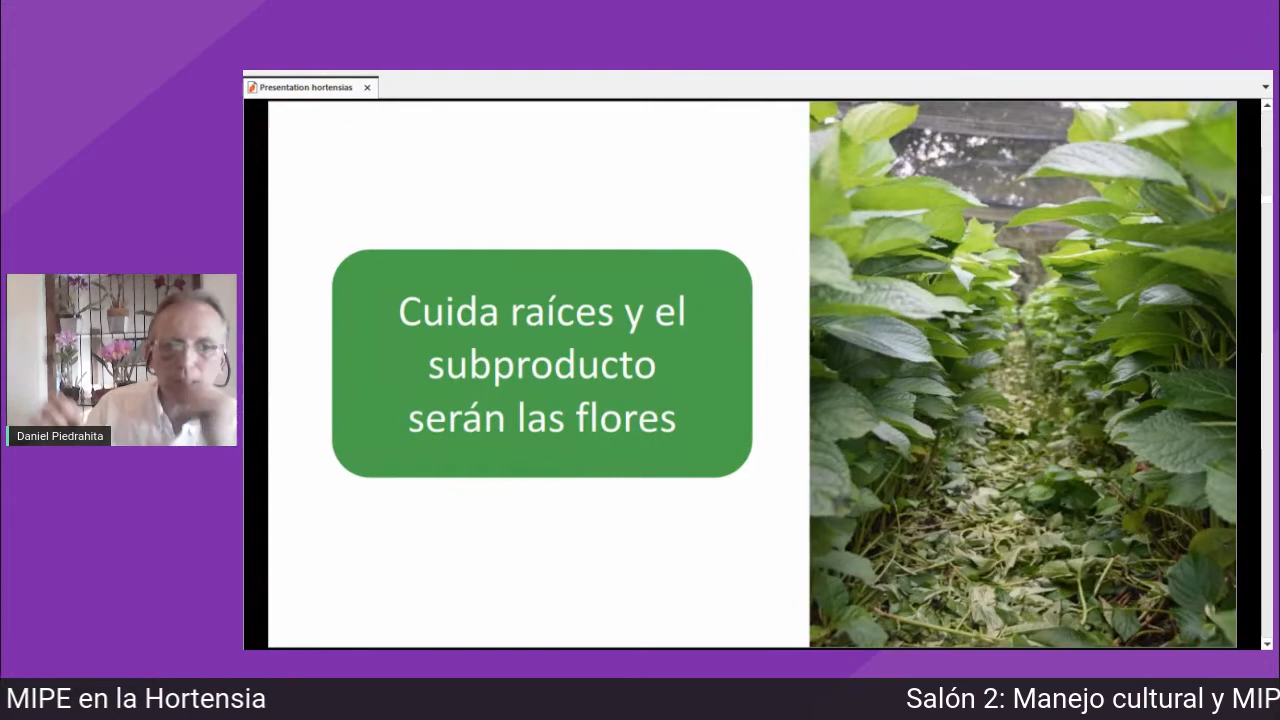 Presentation hortensias
Cuida raíces y el
subproducto
serán las flores
Daniel Piedrahita
MIPE en la Hortensia
Salón 2: Manejo cultural y MIP